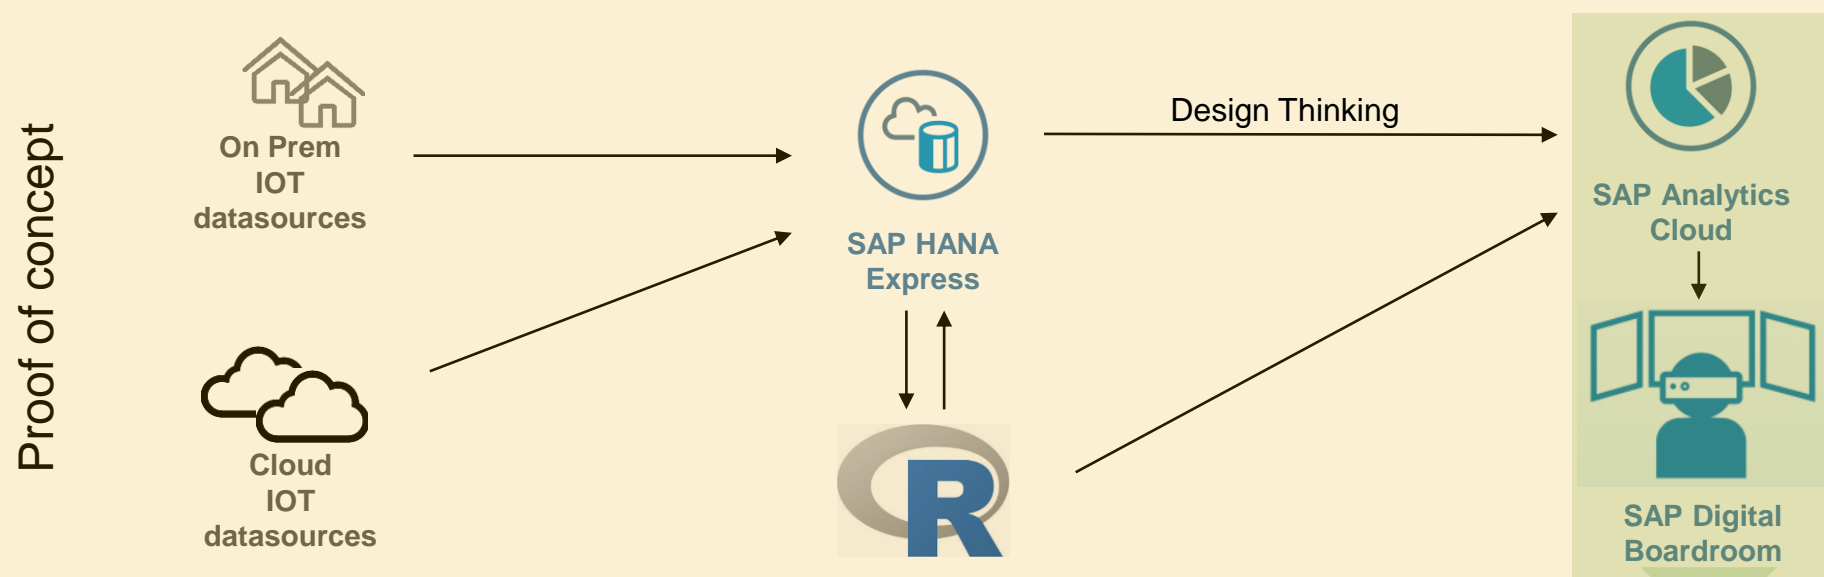 Proof of concept
On Prem
IOT
datasources
Cloud
IOT
datasources
SAP HANA
Express
R
Design Thinking
SAP Analytics
Cloud
SAP Digital
Boardroom